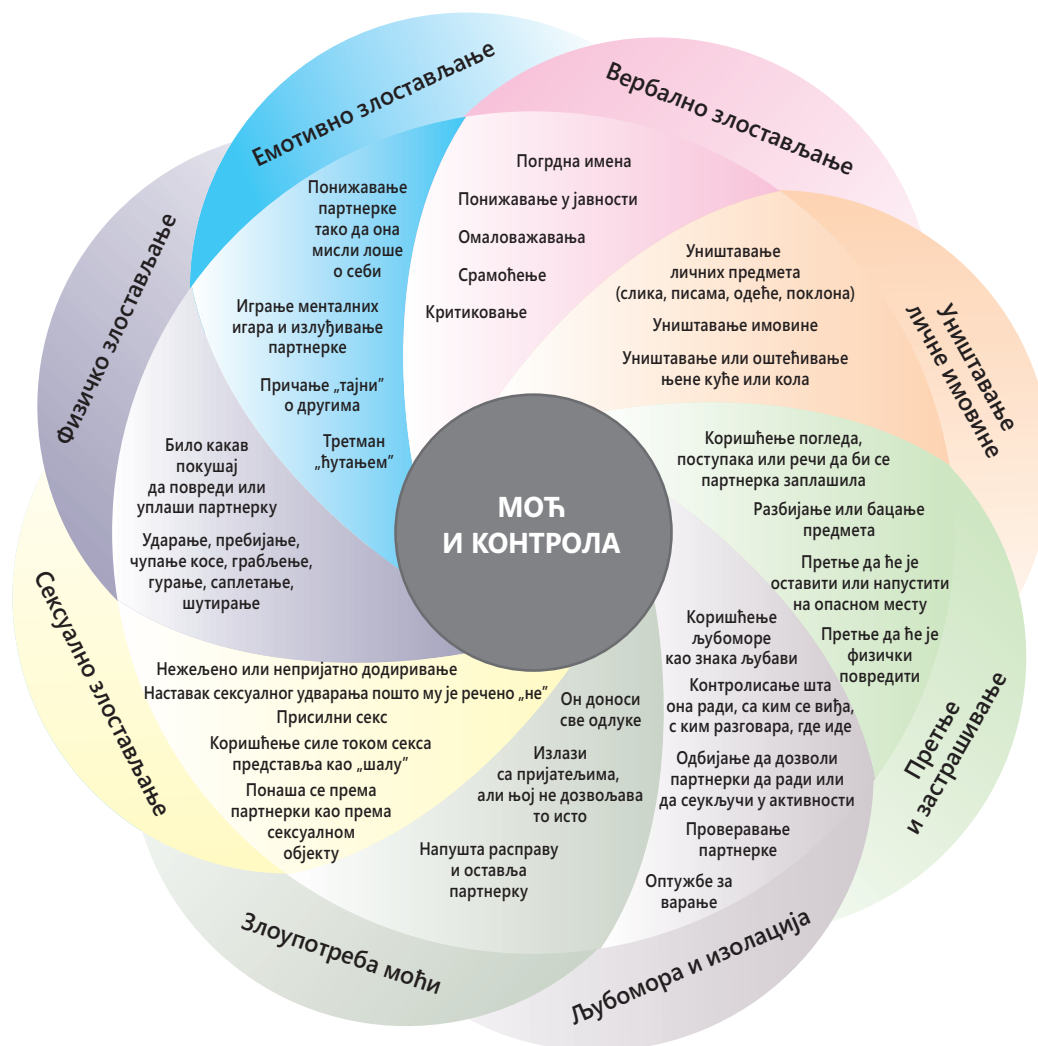 Емотивно злостављање
Понижавање
партнерке
тако да она
мисли лоше
о себи
Играње менталних
игара и излуђивање
партнерке
Причање „тајни”
о другима
Третман
„ћутањем”
Вербално злостављање
Погрдна имена
Понижавање у јавности
Омаловажавања
Срамоћење
Критиковање
Уништавање
личне имовине
Уништавање
личних предмета
(слика, писама, одеће, поклона)
Уништавање имовине
Уништавање или оштећивање
њене куће или кола
Претње
и застрашивање
Коришћење погледа,
поступака или речи да би се
партнерка заплашила
Разбијање или бацање
предмета
Претње да ће је
оставити или напустити
на опасном месту
Претње да ће је
физички
повредити
Љубомора и изолација
Коришћење
љубоморе
као знака љубави
Контролисање шта
она ради, са ким се виђа,
с ким разговара, где иде
Одбијање да дозволи
партнерки да ради или
да сеукључи у активности
Проверавање
партнерке
Оптужбе за
варање
Злоупотреба моћи
Он доноси
све одлуке
Излази
са пријатељима,
али њој не дозвољава
то исто
Напушта расправу
и оставља
партнерку
Сексуално злостављање
Нежељено или непријатно додиривање
Наставак сексуалног удварања пошто му је речено „не”
Присилни секс
Коришћење силе током секса
представља као „шалу”
Понаша се према
партнерки као према
сексуалном
објекту
Физичко злостављање
Било какав
покушај
да повреди или
уплаши партнерку
Ударање, пребијање,
чупање косе, грабљење,
гурање, саплетање,
шутирање
МОЋ
И КОНТРОЛА